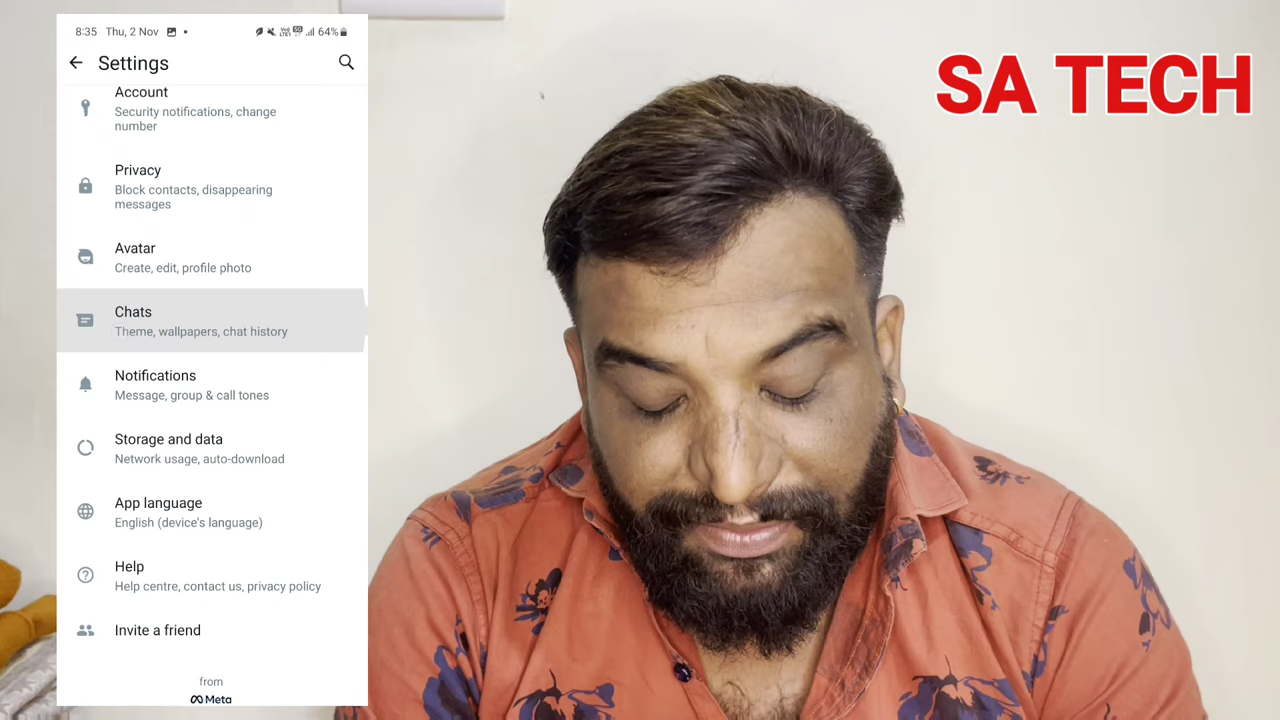 8:35 Thu, 2 Nov
64%
Settings
Account
Security notifications, change
number
Privacy
Block contacts, disappearing
messages
Avatar
Create, edit, profile photo
Chats
Theme, wallpapers, chat history
Notifications
Message, group & call tones
Storage and data
Network usage, auto-download
App language
English (device's language)
Help
Help centre, contact us, privacy policy
Invite a friend
from
Meta
SA TECH